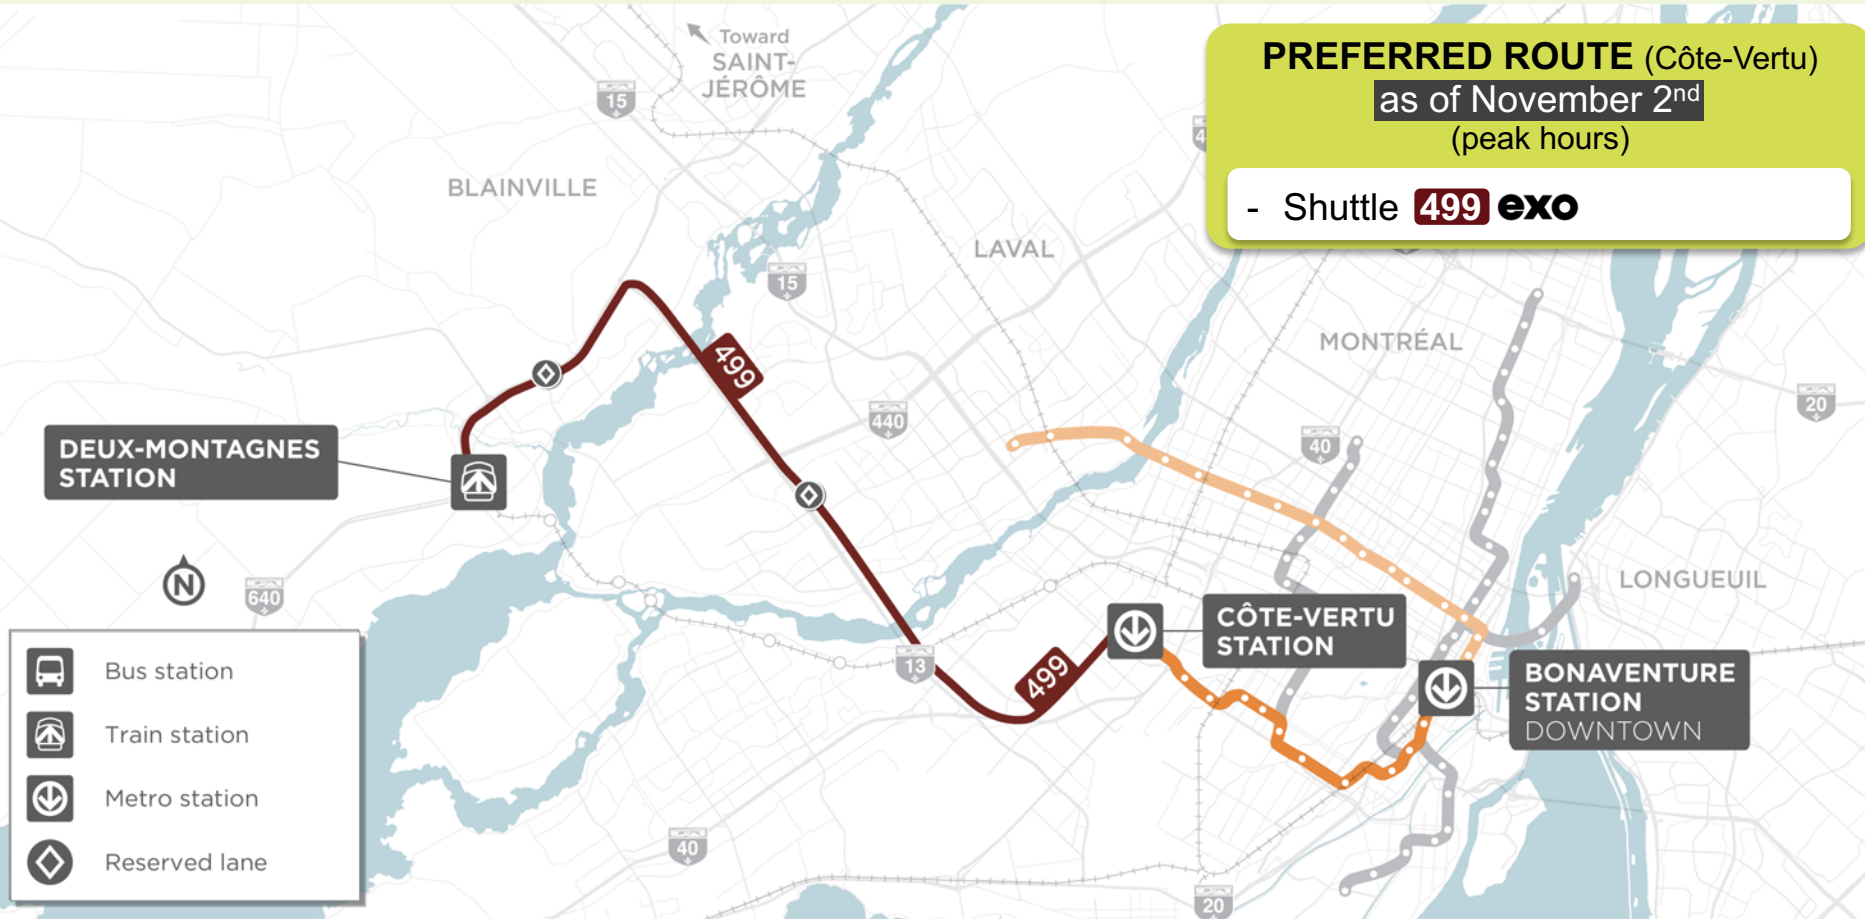 Toward
SAINT-
JÉRÔME
PREFERRED ROUTE (Côte-Vertu)
as of November 2nd
(peak hours)
- Shuttle 499 exo
15
4
BLAINVILLE
LAVAL
15
MONTRÉAL
499
20
440
40
DEUX-MONTAGNES
STATION
N
640
LONGUEUIL
CÔTE-VERTU
STATION
13
499
BONAVENTURE
STATION
DOWNTOWN
Bus station
Train station
Metro station
Reserved lane
40
20